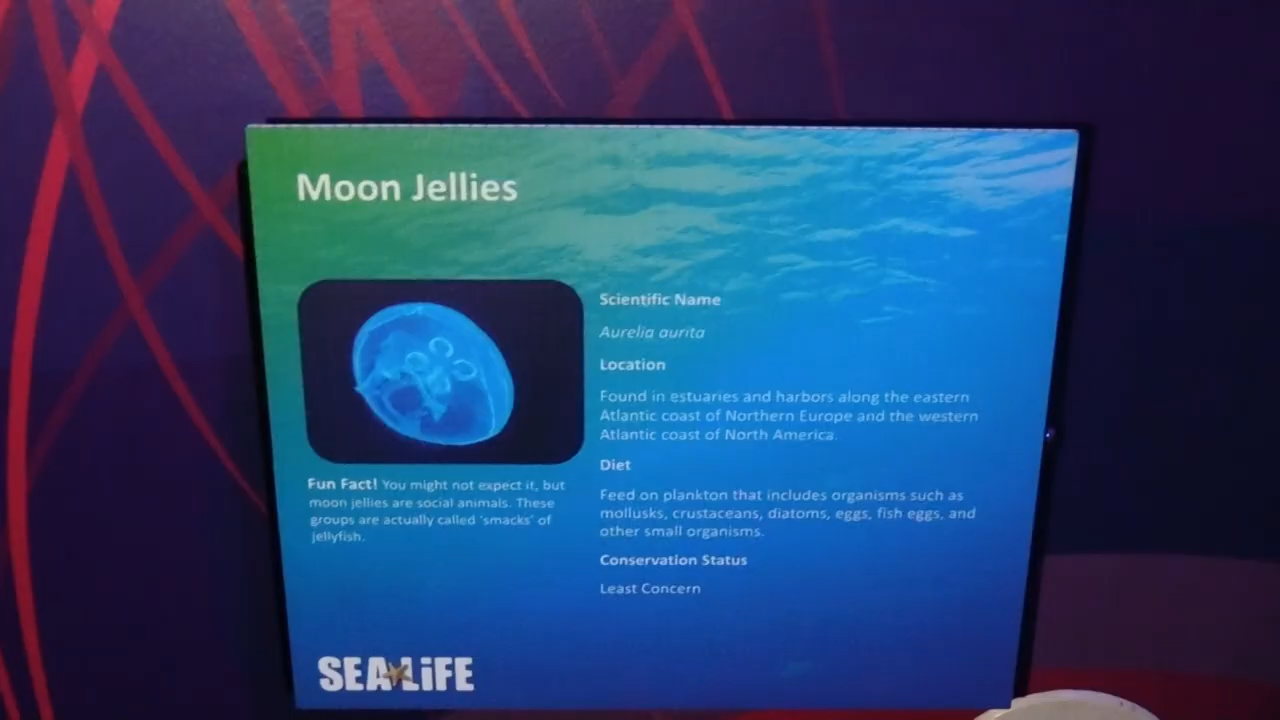 Moon Jellies
Scientific Name
Aurelia aurita
Location
Found in estuaries and harbors along the eastern
Atlantic coast of Northern Europe and the western
Atlantic coast of North America.
Diet
Feed on plankton that includes organisms such as
mollusks, crustaceans, diatoms, eggs, fish eggs, and
other small organisms.
Conservation Status
Least Concern
Fun Fact! You might not expect it, but
moon jellies are social animals. These
groups are actually called 'smacks' of
jellyfish.
SEA LiFE